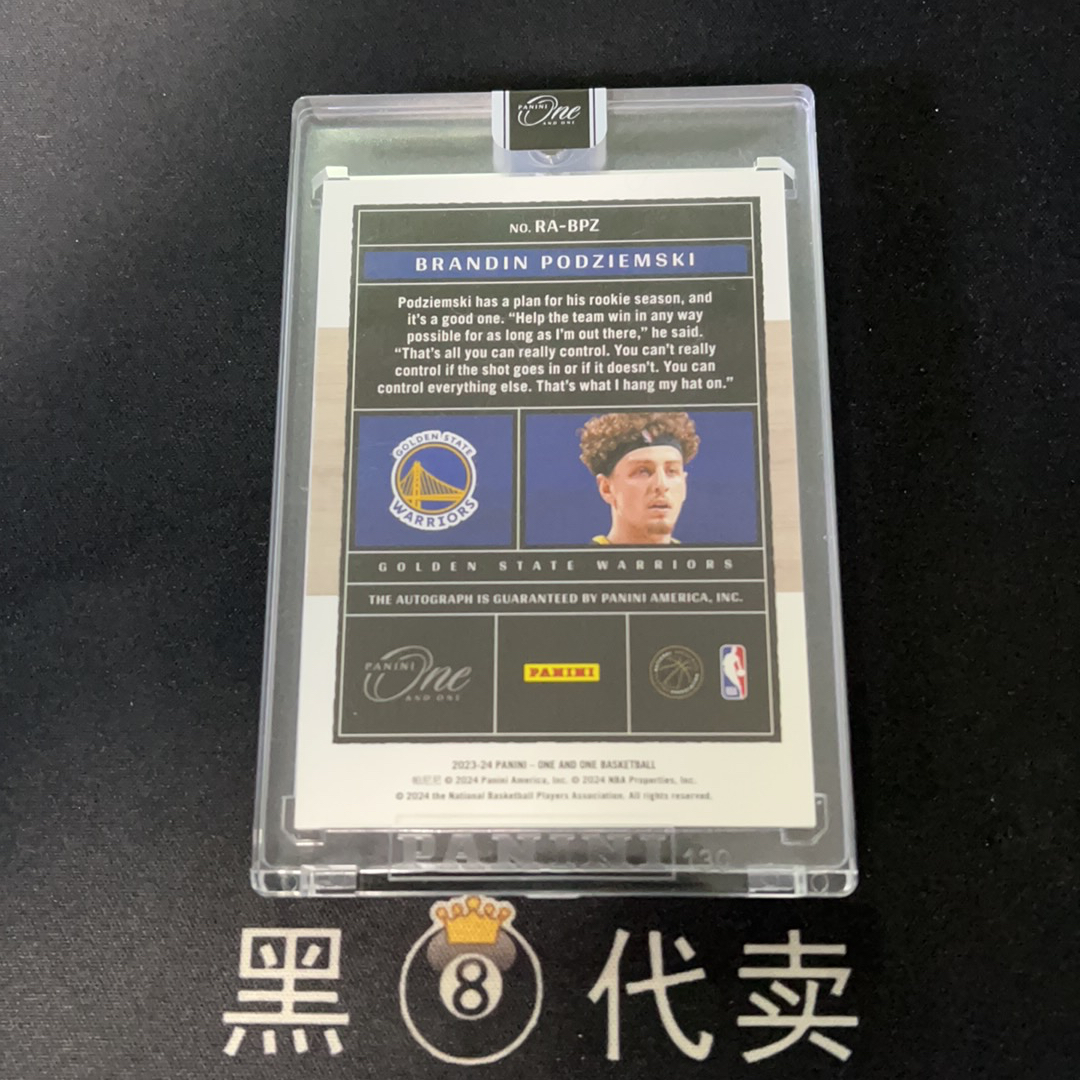 PANINI
One
AND ONE
NO. RA-BPZ
BRANDIN PODZIEMSKI
Podziemski has a plan for his rookie season, and
it's a good one. “Help the team win in any way
possible for as long as I'm out there,” he said.
“That's all you can really control. You can't really
control if the shot goes in or if it doesn't. You can
control everything else. That's what I hang my hat on.”
GOLDEN STATE
WARRIORS
GOLDEN STATE WARRIORS
THE AUTOGRAPH IS GUARANTEED BY PANINI AMERICA, INC.
PANINI
One
AND ONE
PANINI
2023-24 PANINI – ONE AND ONE BASKETBALL
© 2024 Panini America, Inc. © 2024 NBA Properties, Inc.
© 2024 the National Basketball Players Association. All rights reserved.
PANINI 130
黑 8 代卖